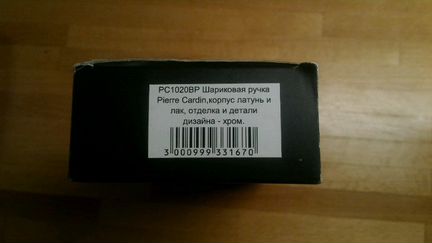 PC1020BP Шариковая ручка
Pierre Cardin,корпус латунь и
лак, отделка и детали
дизайна - хром.
3 000999 331670